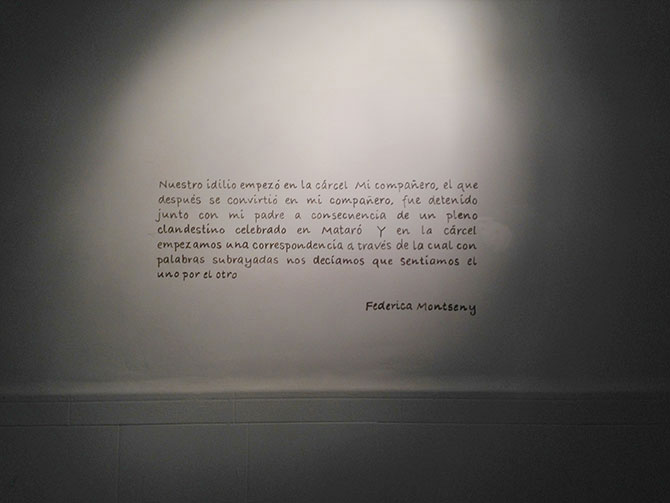 Nuestro idilio empezó en la cárcel Mi compañero, el que
después se convirtió en mi compañero, fue detenido
junto con mi padre a consecuencia de un pleno
clandestino celebrado en Mataró Y en la cárcel
empezamos una correspondencia a través de la cual con
palabras subrayadas nos decíamos que sentiamos el
uno por el otro
Federica Montseny